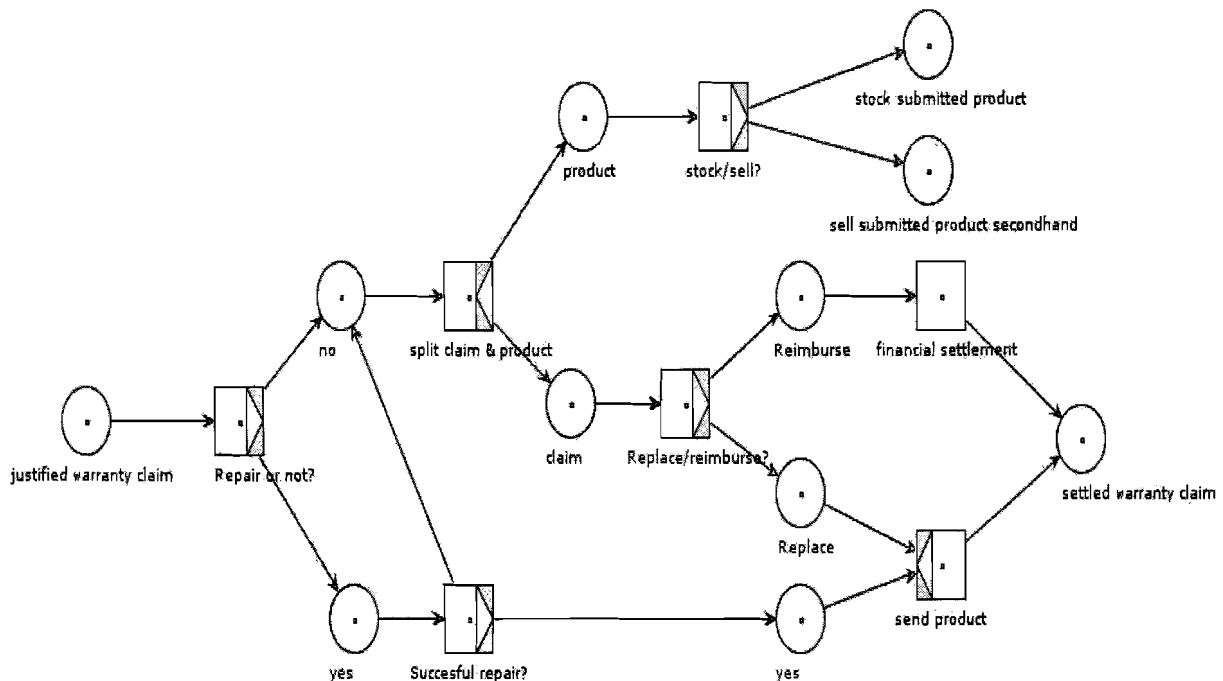 stock submitted product
product
stock/sell?
sell submitted product secondhand
no
split claim & product
Reimburse
financial settlement
justified warranty claim
Repair or not?
claim
Replace/reimburse?
settled warranty claim
Replace
send product
yes
Succesful repair?
yes